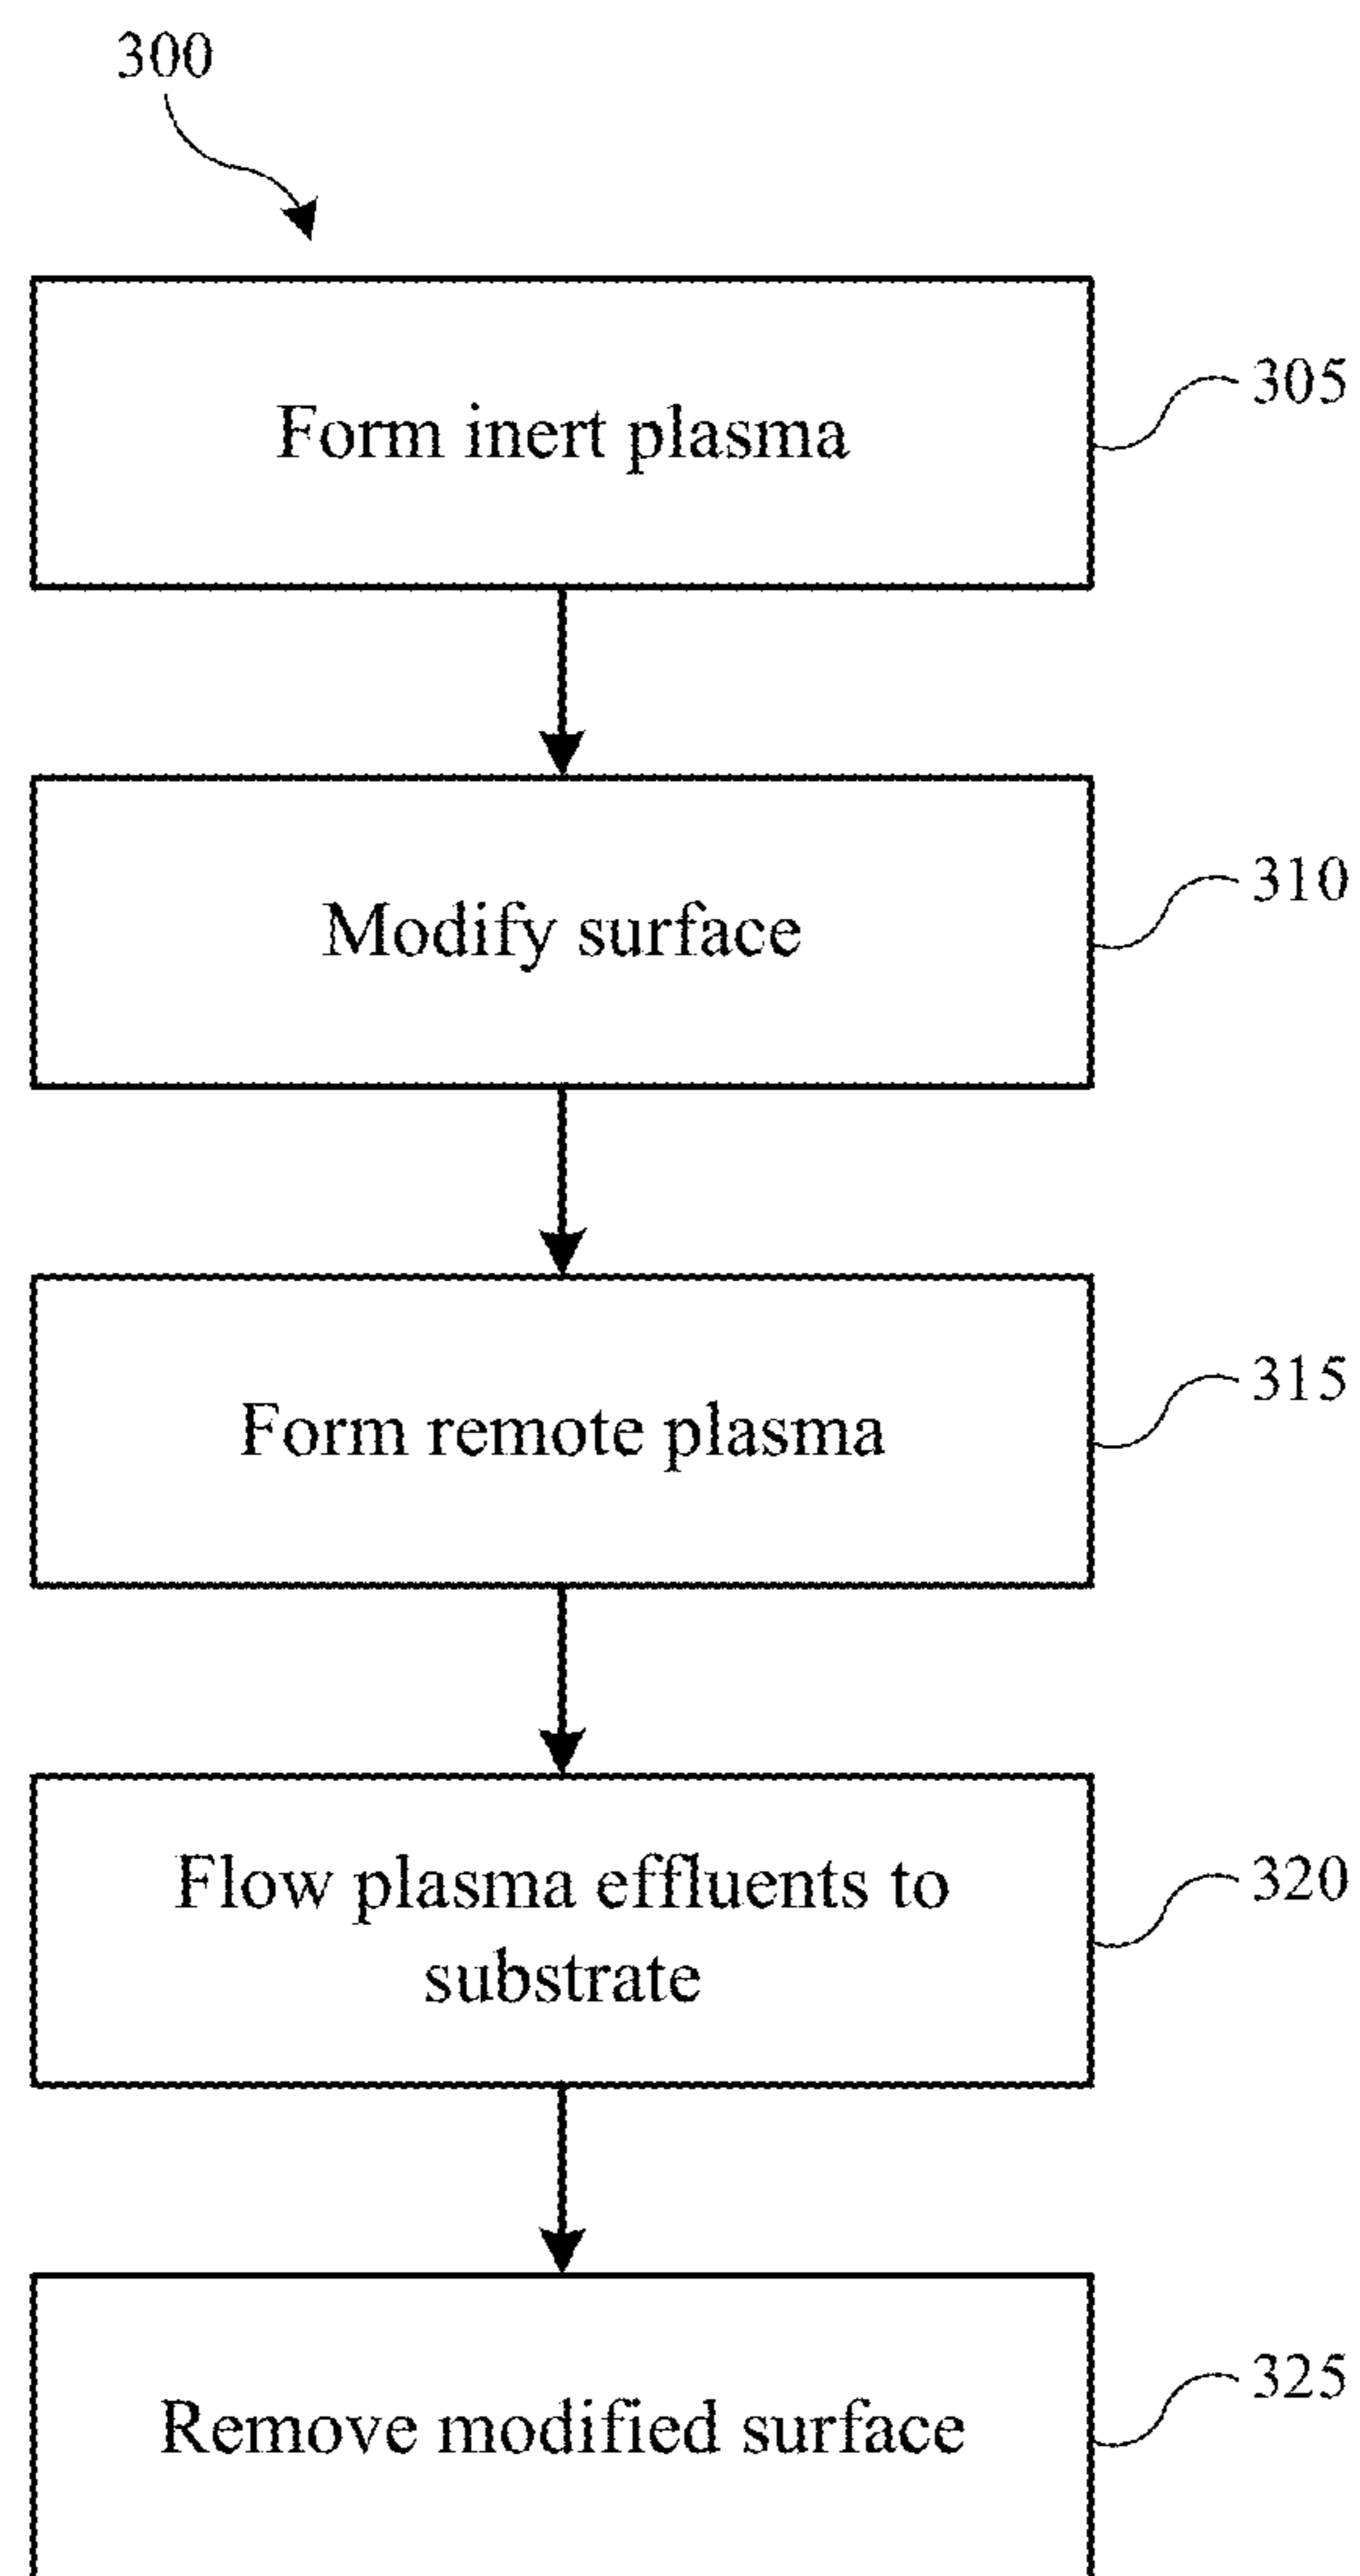 300
Form inert plasma
305
Modify surface
310
Form remote plasma
315
Flow plasma effluents to
substrate
320
Remove modified surface
325